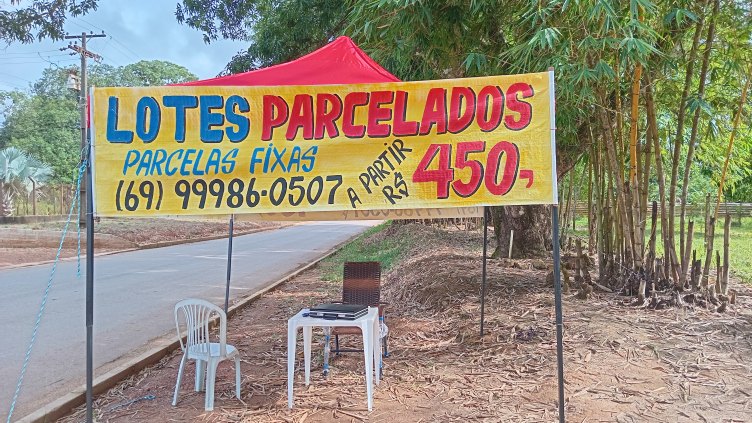 LOTES PARCELADOS
PARCELAS FIXAS
(69) 99986-0507
A PARTIR
R$ 450,